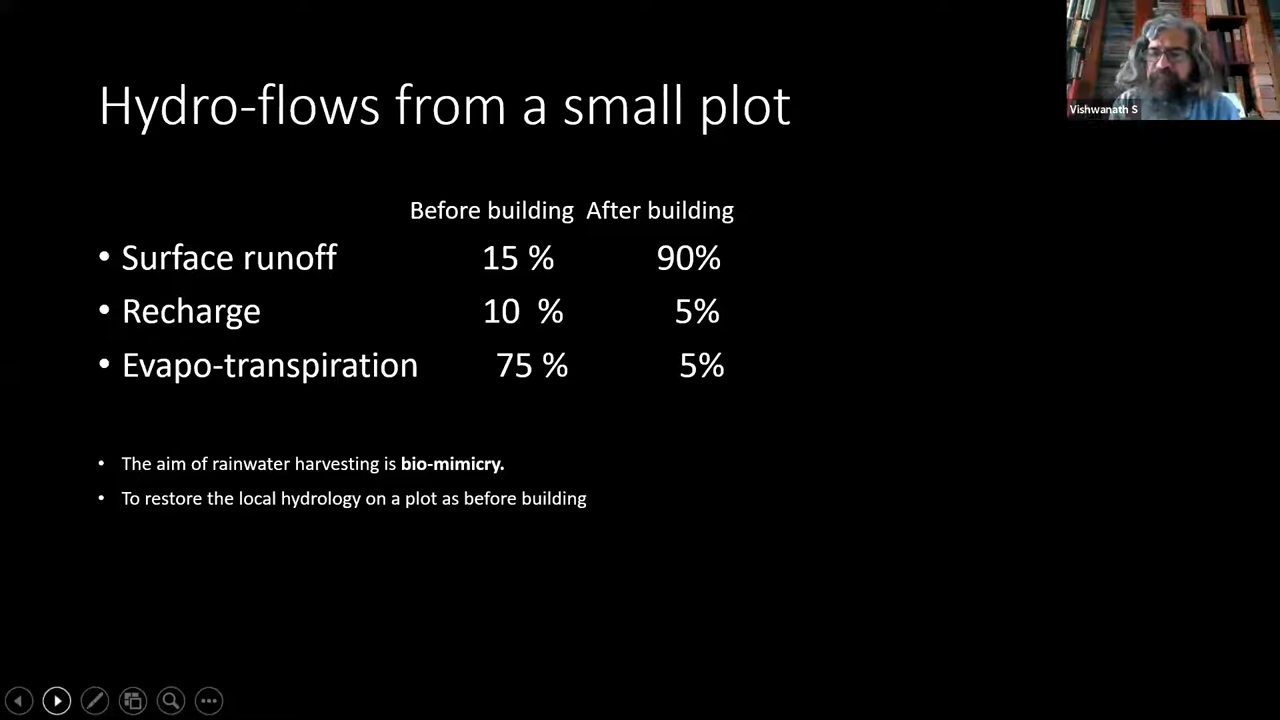 Vishwanath S
Hydro-flows from a small plot
Before building After building
• Surface runoff 15 % 90%
• Recharge 10 % 5%
• Evapo-transpiration 75 % 5%
• The aim of rainwater harvesting is bio-mimicry.
• To restore the local hydrology on a plot as before building